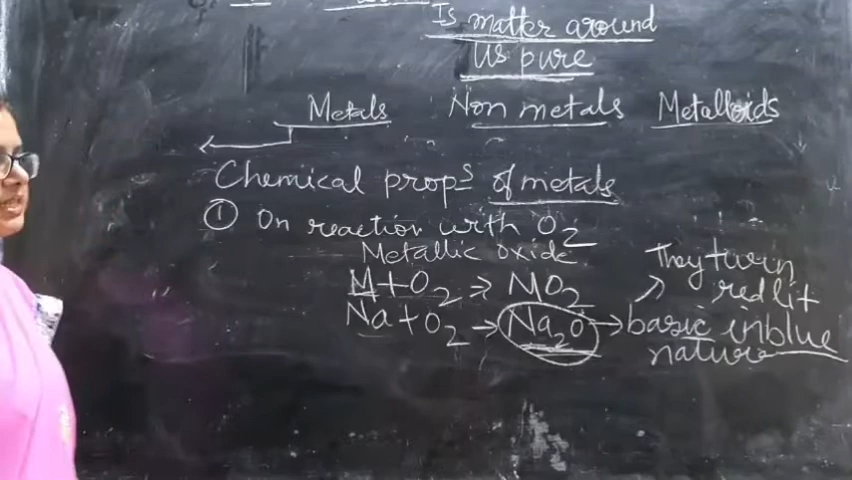 Is matter around
us pure
Metals Non metals Metalloids
Chemical props of metals
① On reaction with O2
Metallic oxide
M + O2 → MO2
Na + O2 → Na2O → basic in blue
nature
They turn
red lit